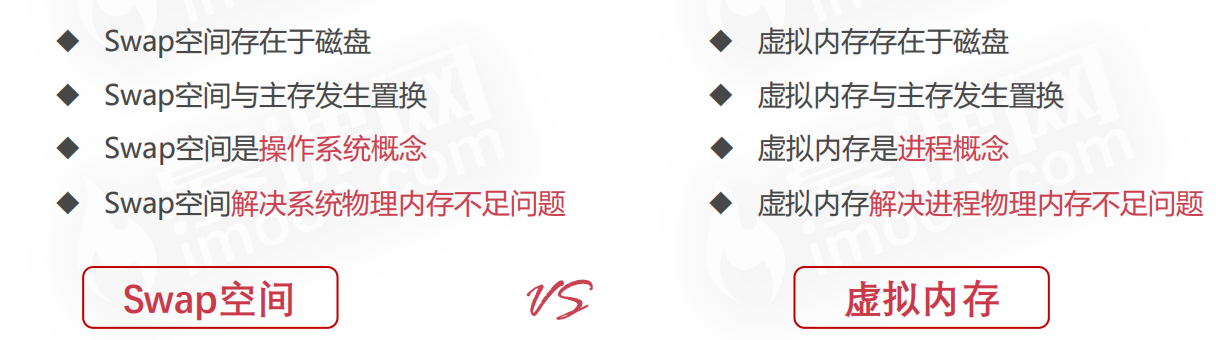 Swap空间存在于磁盘
Swap空间与主存发生置换
Swap空间是操作系统概念
Swap空间解决系统物理内存不足问题
Swap空间
VS
虚拟内存存在于磁盘
虚拟内存与主存发生置换
虚拟内存是进程概念
虚拟内存解决进程物理内存不足问题
虚拟内存